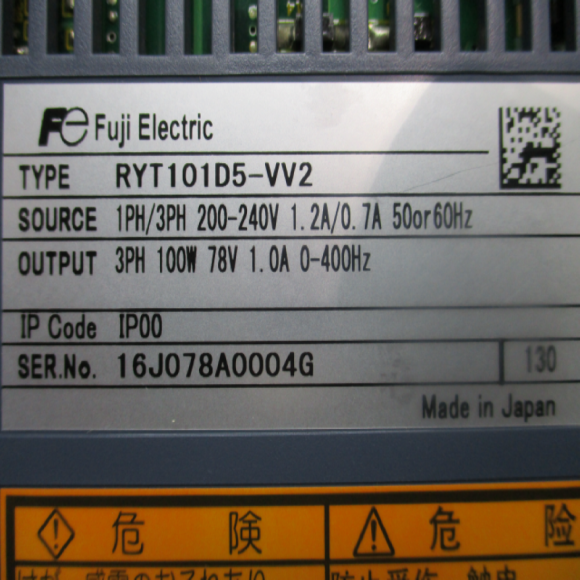 Fe Fuji Electric
TYPE RYT101D5-VV2
SOURCE 1PH/3PH 200-240V 1.2A/0.7A 50or60Hz
OUTPUT 3PH 100W 78V 1.0A 0-400Hz
IP Code IP00
SER.No. 16J078A0004G 130
Made in Japan
危険 危険